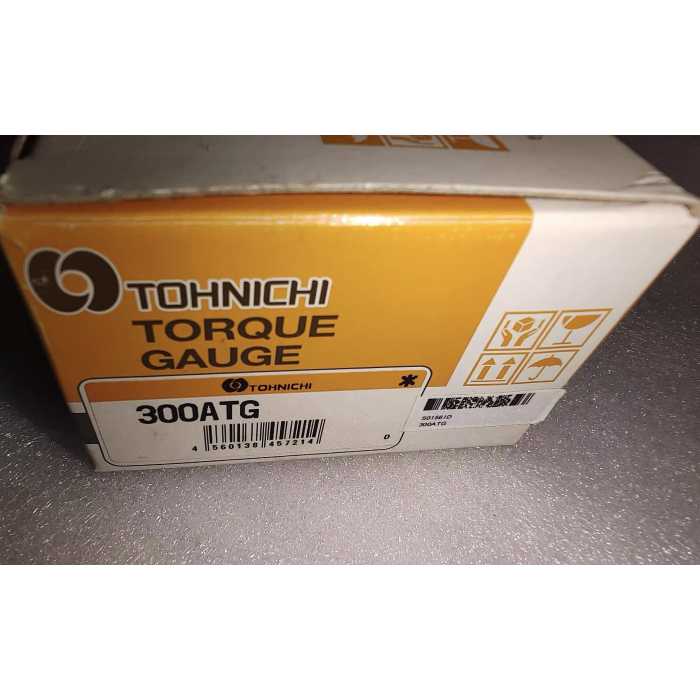 TOHNICHI
TORQUE
GAUGE
TOHNICHI
*
300ATG
4 560138 457214
0
300ATG